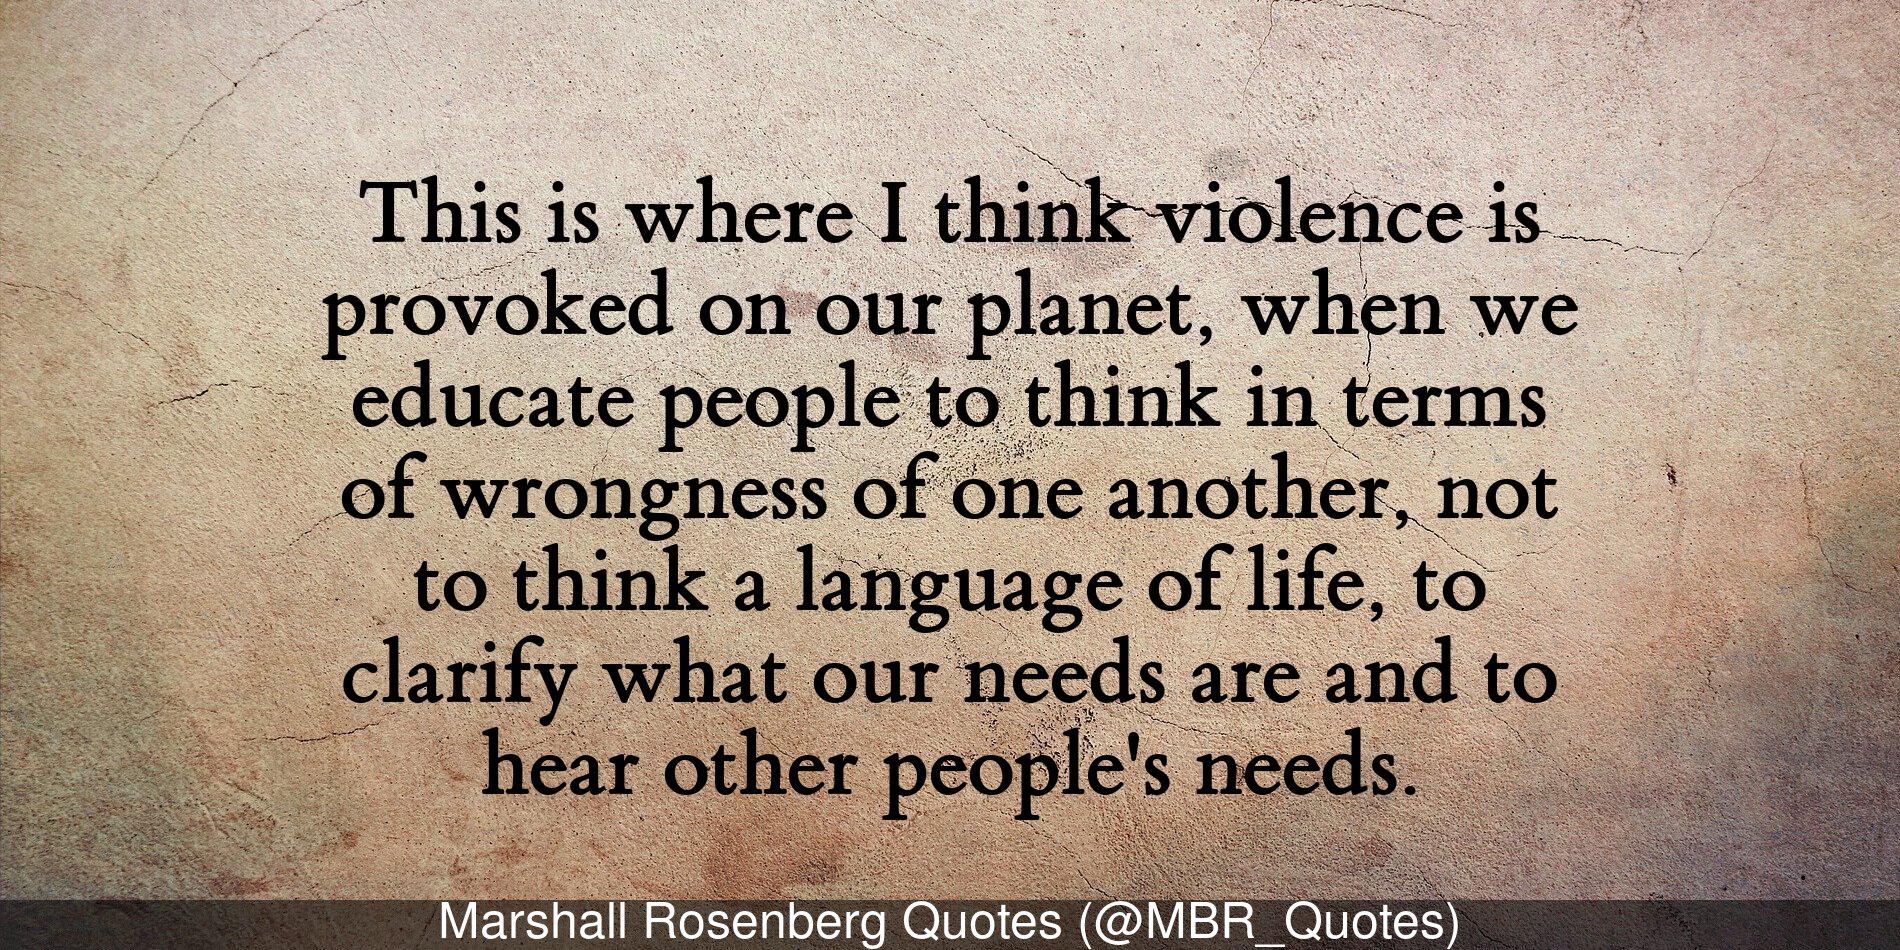 This is where I think violence is
provoked on our planet, when we
educate people to think in terms
of wrongness of one another, not
to think a language of life, to
clarify what our needs are and to
hear other people's needs.
Marshall Rosenberg Quotes (@MBR_Quotes)